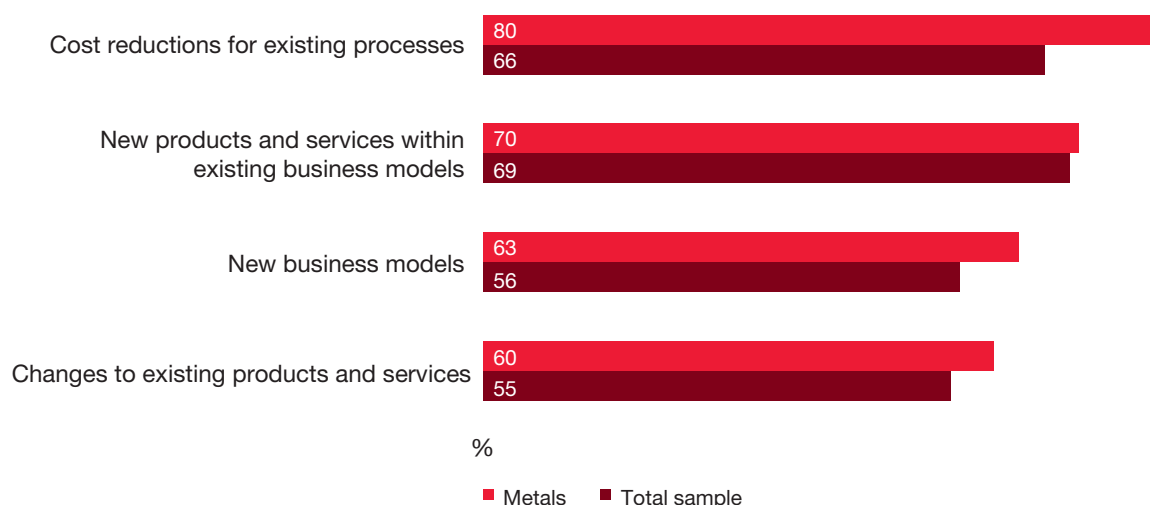 Cost reductions for existing processes
80
66
New products and services within
existing business models
70
69
New business models
63
56
Changes to existing products and services
60
55
%
Metals
Total sample